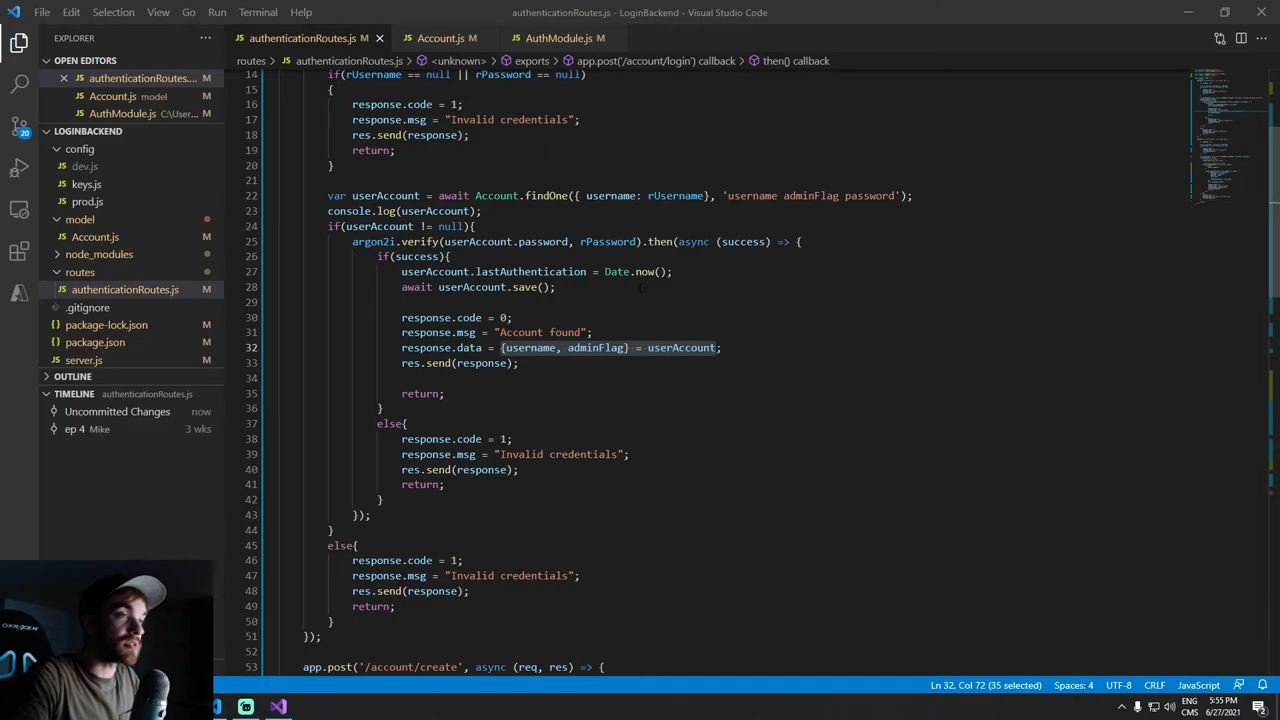 File Edit Selection View Go Run Terminal Help
authenticationRoutes.js - LoginBackend - Visual Studio Code
EXPLORER
authenticationRoutes.js M
Account.js M
AuthModule.js M
OPEN EDITORS
routes > authenticationRoutes.js > <unknown> > exports > app.post('/account/login') callback > then() callback
authenticationRoutes.... M
Account.js model M
AuthModule.js C:\User... M
20
LOGINBACKEND
config
dev.js
keys.js
prod.js
model
Account.js M
node_modules
routes
authenticationRoutes.js M
.gitignore
package-lock.json M
package.json M
server.js M
OUTLINE
TIMELINE authenticationRoutes.js
Uncommitted Changes now
ep 4 Mike 3 wks
14 if(rUsername == null || rPassword == null)
15 {
16 response.code = 1;
17 response.msg = "Invalid credentials";
18 res.send(response);
19 return;
20 }
21
22 var userAccount = await Account.findOne({ username: rUsername}, 'username adminFlag password');
23 console.log(userAccount);
24 if(userAccount != null){
25 argon2i.verify(userAccount.password, rPassword).then(async (success) => {
26 if(success){
27 userAccount.lastAuthentication = Date.now();
28 await userAccount.save();
29
30 response.code = 0;
31 response.msg = "Account found";
32 response.data = {username, adminFlag} = userAccount;
33 res.send(response);
34
35 return;
36 }
37 else{
38 response.code = 1;
39 response.msg = "Invalid credentials";
40 res.send(response);
41 return;
42 }
43 });
44 }
45 else{
46 response.code = 1;
47 response.msg = "Invalid credentials";
48 res.send(response);
49 return;
50 }
51 });
52
53 app.post('/account/create', async (req, res) => {
OXRACER
Ln 32, Col 72 (35 selected) Spaces: 4 UTF-8 CRLF JavaScript
ENG
CMS
5:55 PM
6/27/2021
2